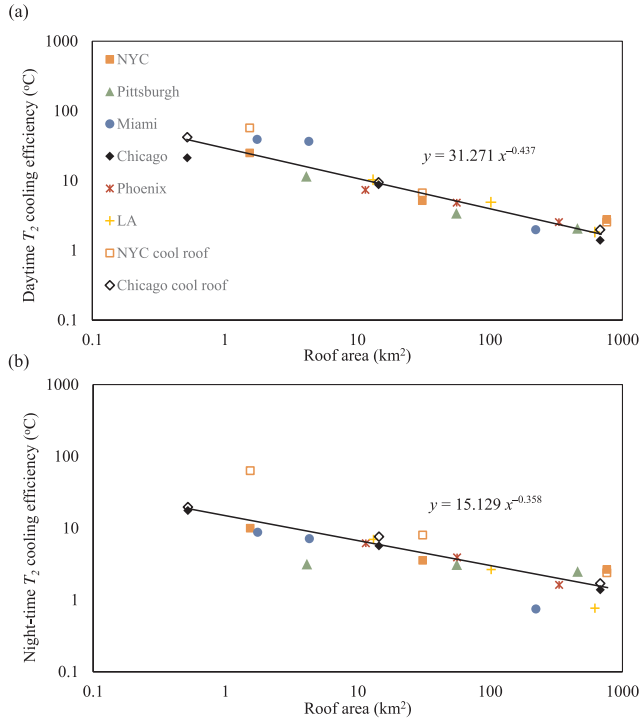 (a)
1000
100
10
1
0.1
Daytime T₂ cooling efficiency (°C)
NYC
Pittsburgh
Miami
Chicago
Phoenix
LA
NYC cool roof
Chicago cool roof
y = 31.271 x⁻⁰·⁴³⁷
0.1 1 10 100 1000
Roof area (km²)
(b)
1000
100
10
1
0.1
Night-time T₂ cooling efficiency (°C)
y = 15.129 x⁻⁰·³⁵⁸
0.1 1 10 100 1000
Roof area (km²)